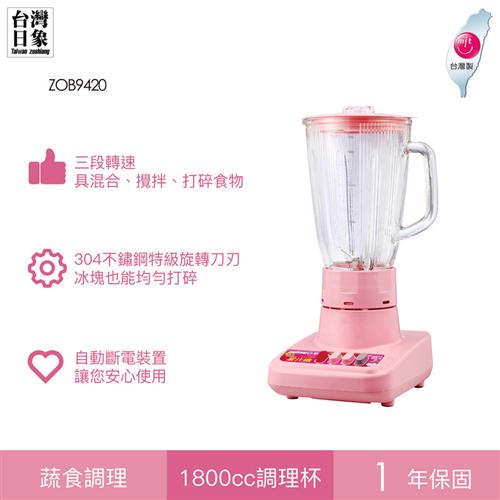 台灣
日象
Taiwan zushiang
mit
台灣製
ZOB9420
三段轉速
具混合、攪拌、打碎食物
304不鏽鋼特級旋轉刀刃
冰塊也能均勻打碎
自動斷電裝置
讓您安心使用
蔬食調理
1800cc調理杯
1 年保固